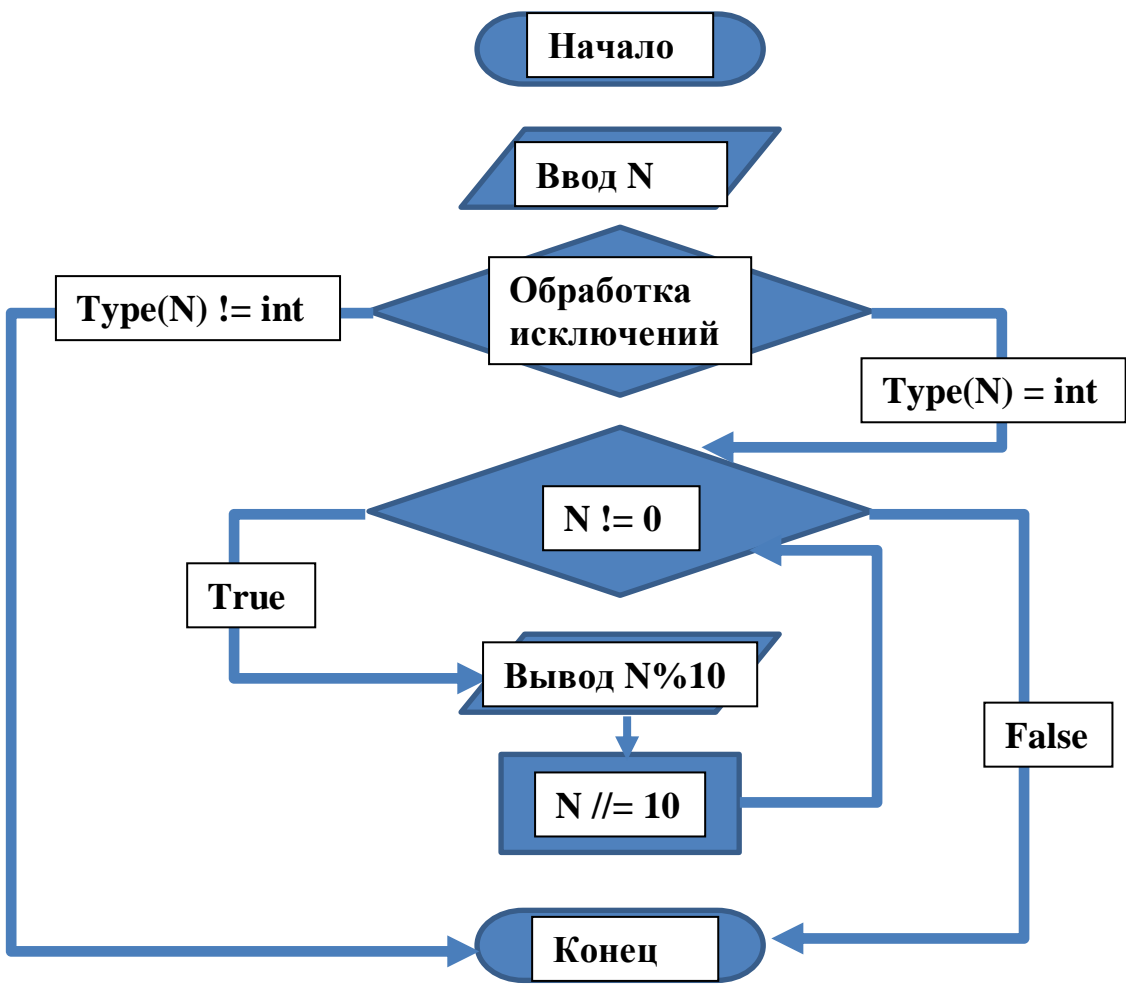 Начало
Ввод N
Обработка
исключений
Type(N) != int
Type(N) = int
N != 0
True
Вывод N%10
False
N //= 10
Конец